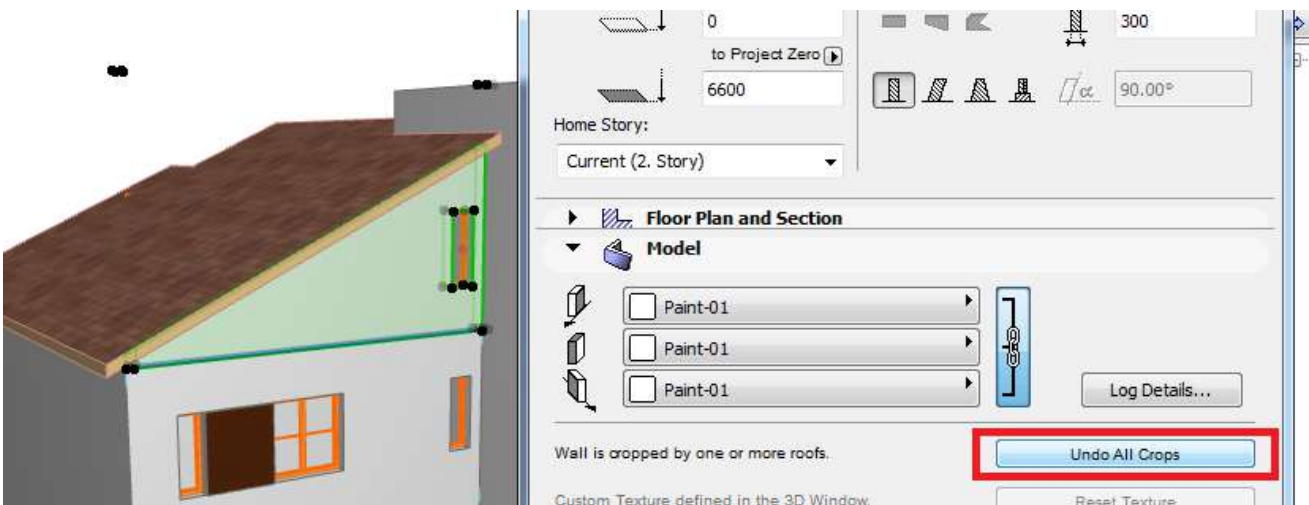 0
300
to Project Zero
6600
α
90.00°
Home Story:
Current (2. Story)
Floor Plan and Section
Model
Paint-01
Paint-01
Paint-01
Log Details...
Wall is cropped by one or more roofs.
Undo All Crops
Custom Texture defined in the 3D Window.
Reset Texture